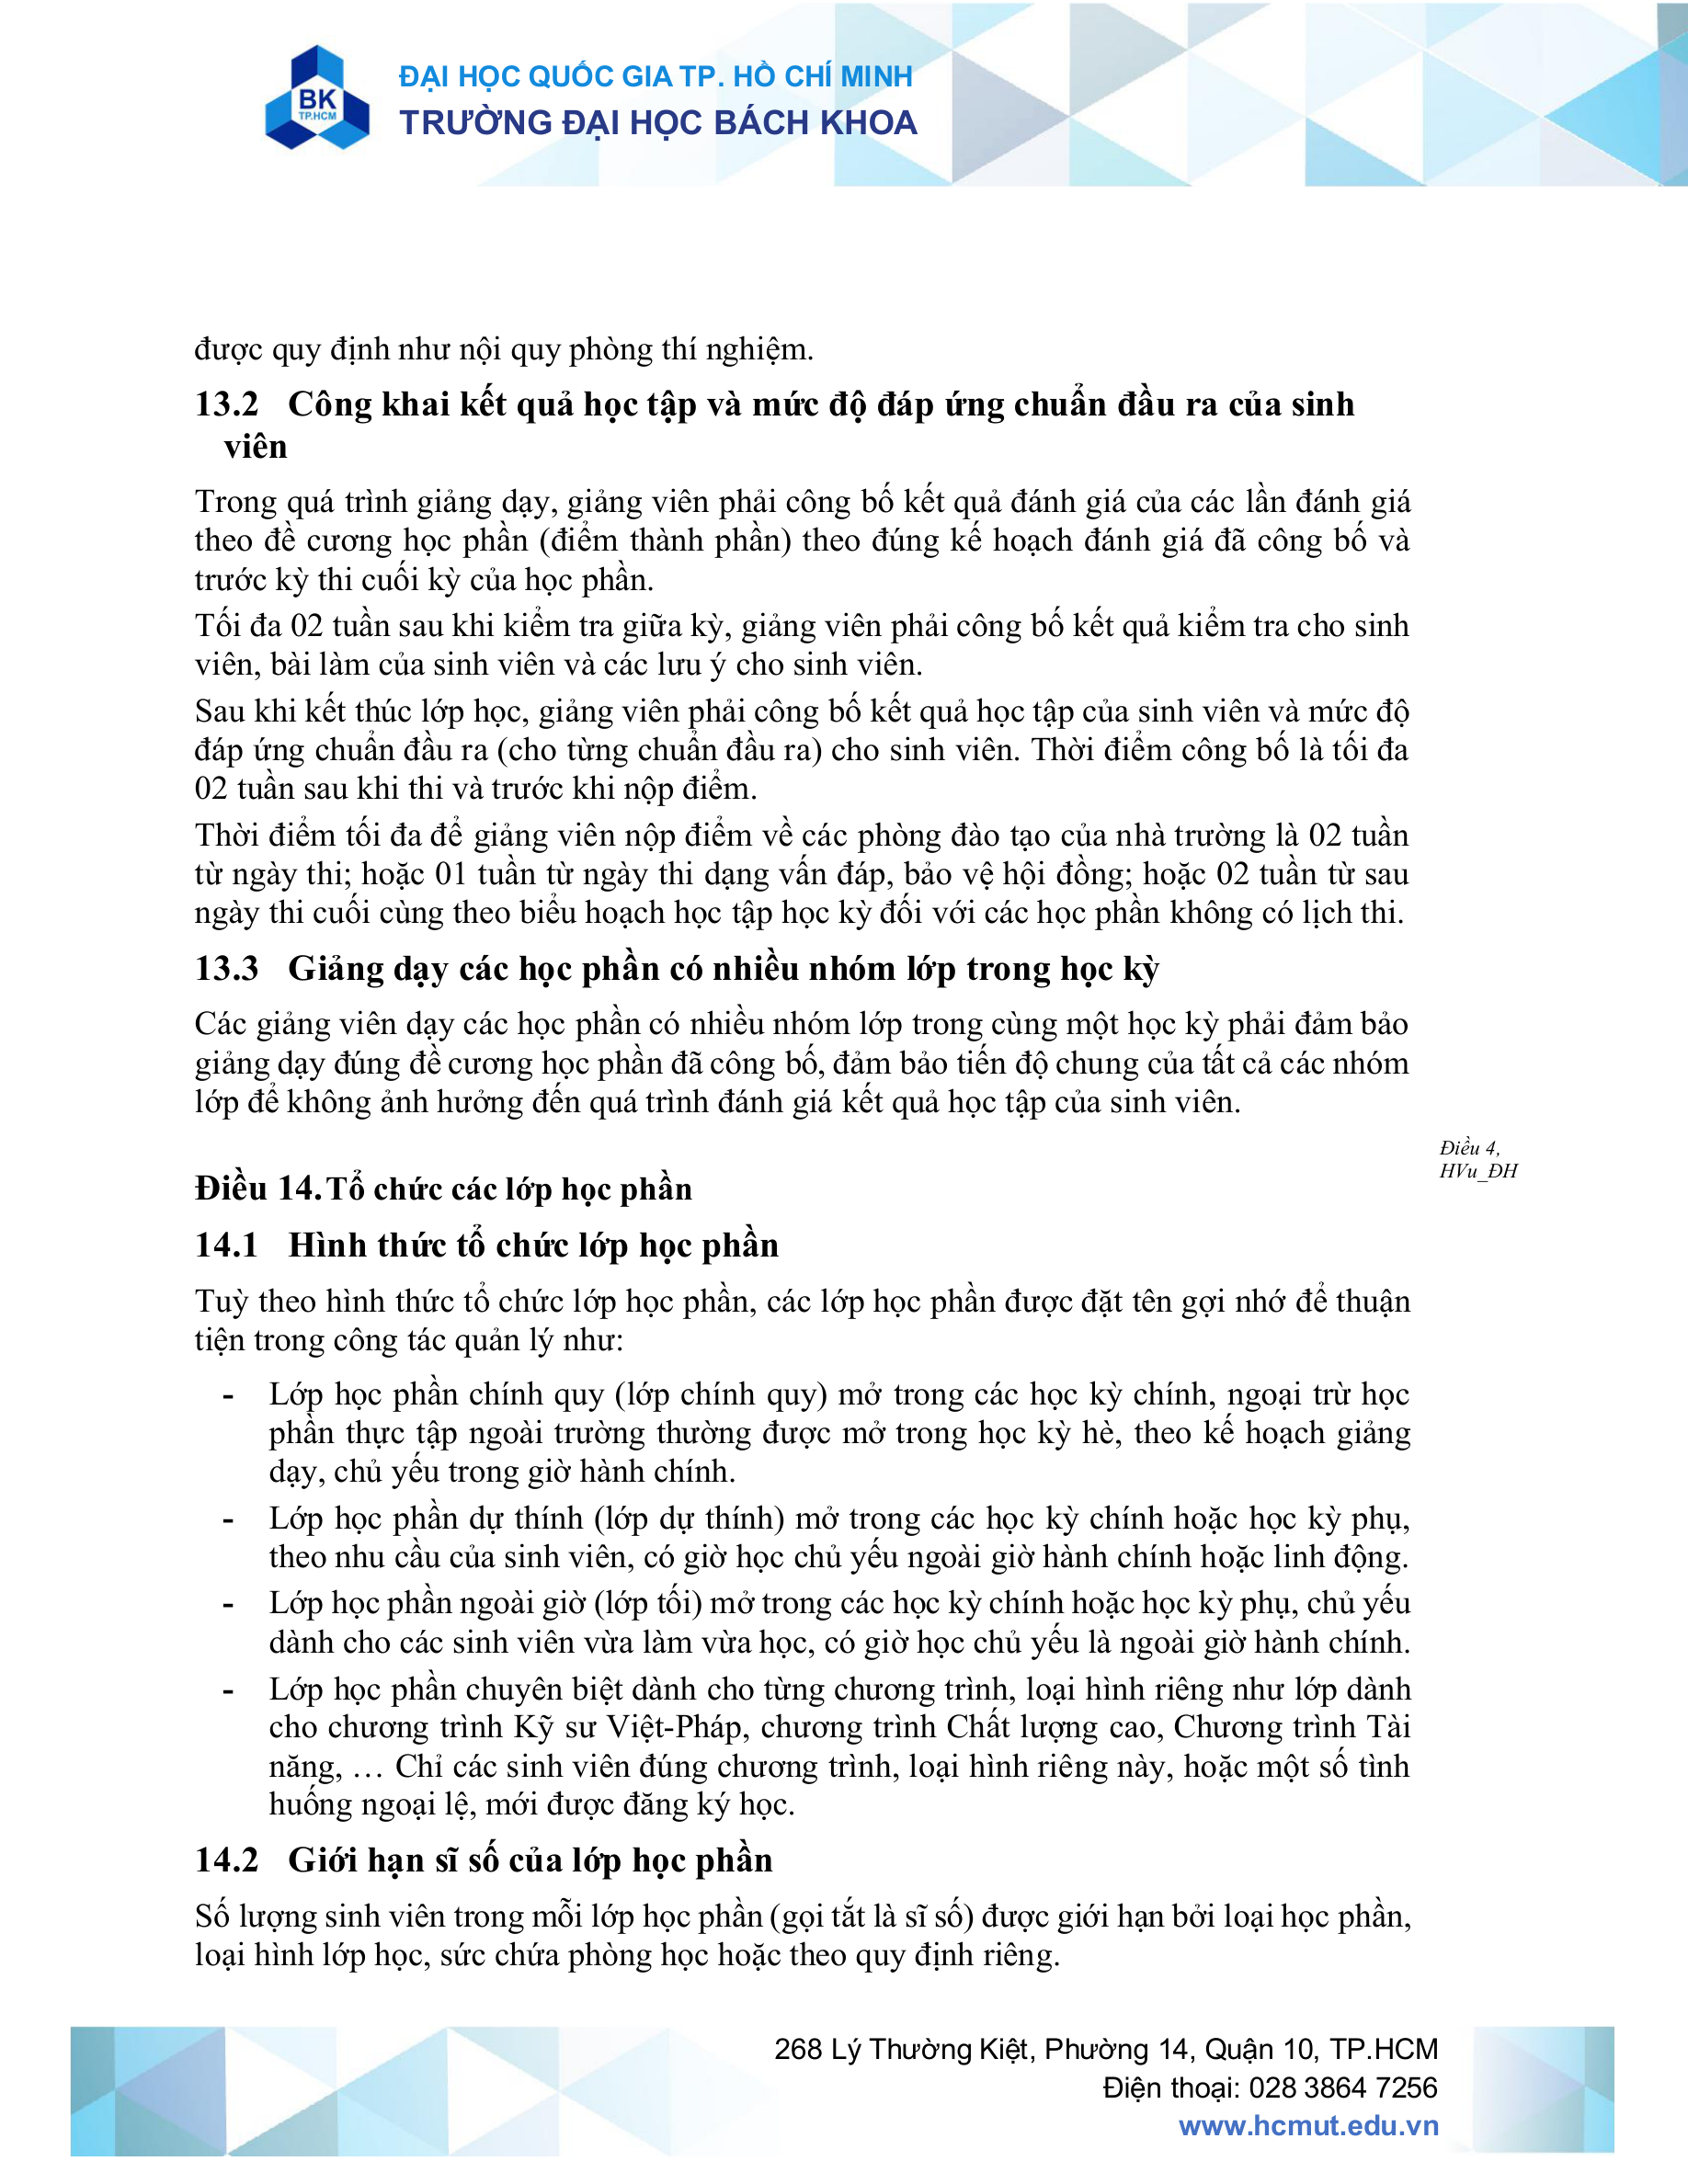 BK
TP.HCM
ĐẠI HỌC QUỐC GIA TP. HỒ CHÍ MINH
TRƯỜNG ĐẠI HỌC BÁCH KHOA
được quy định như nội quy phòng thí nghiệm.
13.2 Công khai kết quả học tập và mức độ đáp ứng chuẩn đầu ra của sinh
viên
Trong quá trình giảng dạy, giảng viên phải công bố kết quả đánh giá của các lần đánh giá
theo đề cương học phần (điểm thành phần) theo đúng kế hoạch đánh giá đã công bố và
trước kỳ thi cuối kỳ của học phần.
Tối đa 02 tuần sau khi kiểm tra giữa kỳ, giảng viên phải công bố kết quả kiểm tra cho sinh
viên, bài làm của sinh viên và các lưu ý cho sinh viên.
Sau khi kết thúc lớp học, giảng viên phải công bố kết quả học tập của sinh viên và mức độ
đáp ứng chuẩn đầu ra (cho từng chuẩn đầu ra) cho sinh viên. Thời điểm công bố là tối đa
02 tuần sau khi thi và trước khi nộp điểm.
Thời điểm tối đa để giảng viên nộp điểm về các phòng đào tạo của nhà trường là 02 tuần
từ ngày thi; hoặc 01 tuần từ ngày thi dạng vấn đáp, bảo vệ hội đồng; hoặc 02 tuần từ sau
ngày thi cuối cùng theo biểu hoạch học tập học kỳ đối với các học phần không có lịch thi.
13.3 Giảng dạy các học phần có nhiều nhóm lớp trong học kỳ
Các giảng viên dạy các học phần có nhiều nhóm lớp trong cùng một học kỳ phải đảm bảo
giảng dạy đúng đề cương học phần đã công bố, đảm bảo tiến độ chung của tất cả các nhóm
lớp để không ảnh hưởng đến quá trình đánh giá kết quả học tập của sinh viên.
Điều 4,
HVu_ĐH
Điều 14. Tổ chức các lớp học phần
14.1 Hình thức tổ chức lớp học phần
Tuỳ theo hình thức tổ chức lớp học phần, các lớp học phần được đặt tên gợi nhớ để thuận
tiện trong công tác quản lý như:
- Lớp học phần chính quy (lớp chính quy) mở trong các học kỳ chính, ngoại trừ học
phần thực tập ngoài trường thường được mở trong học kỳ hè, theo kế hoạch giảng
dạy, chủ yếu trong giờ hành chính.
- Lớp học phần dự thính (lớp dự thính) mở trong các học kỳ chính hoặc học kỳ phụ,
theo nhu cầu của sinh viên, có giờ học chủ yếu ngoài giờ hành chính hoặc linh động.
- Lớp học phần ngoài giờ (lớp tối) mở trong các học kỳ chính hoặc học kỳ phụ, chủ yếu
dành cho các sinh viên vừa làm vừa học, có giờ học chủ yếu là ngoài giờ hành chính.
- Lớp học phần chuyên biệt dành cho từng chương trình, loại hình riêng như lớp dành
cho chương trình Kỹ sư Việt-Pháp, chương trình Chất lượng cao, Chương trình Tài
năng, … Chỉ các sinh viên đúng chương trình, loại hình riêng này, hoặc một số tình
huống ngoại lệ, mới được đăng ký học.
14.2 Giới hạn sĩ số của lớp học phần
Số lượng sinh viên trong mỗi lớp học phần (gọi tắt là sĩ số) được giới hạn bởi loại học phần,
loại hình lớp học, sức chứa phòng học hoặc theo quy định riêng.
268 Lý Thường Kiệt, Phường 14, Quận 10, TP.HCM
Điện thoại: 028 3864 7256
www.hcmut.edu.vn